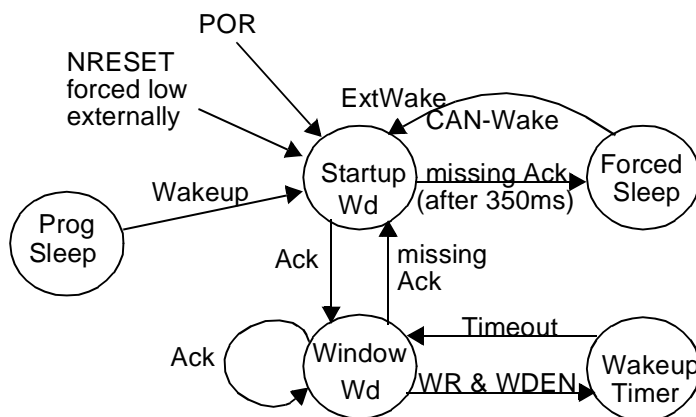 POR
NRESET
forced low
externally
ExtWake
CAN-Wake
Startup
Wd
missing Ack
(after 350ms)
Forced
Sleep
Wakeup
Prog
Sleep
Ack
missing
Ack
Ack
Window
Wd
Timeout
WR & WDEN
Wakeup
Timer